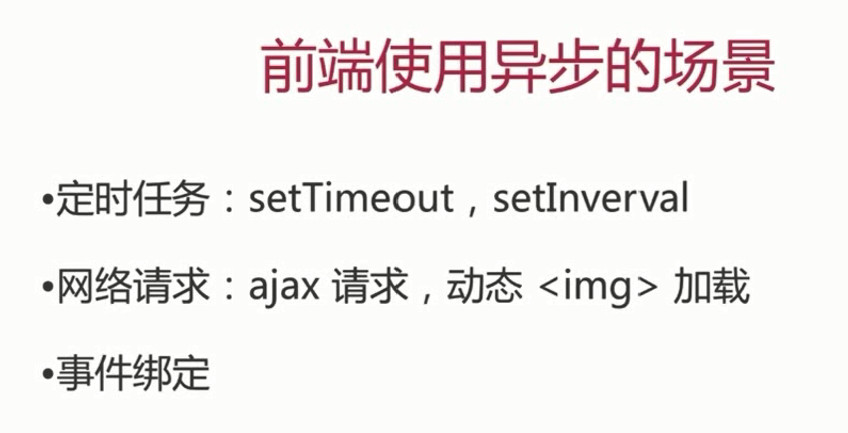 前端使用异步的场景
•定时任务：setTimeout，setInverval
•网络请求：ajax 请求，动态 <img> 加载
•事件绑定